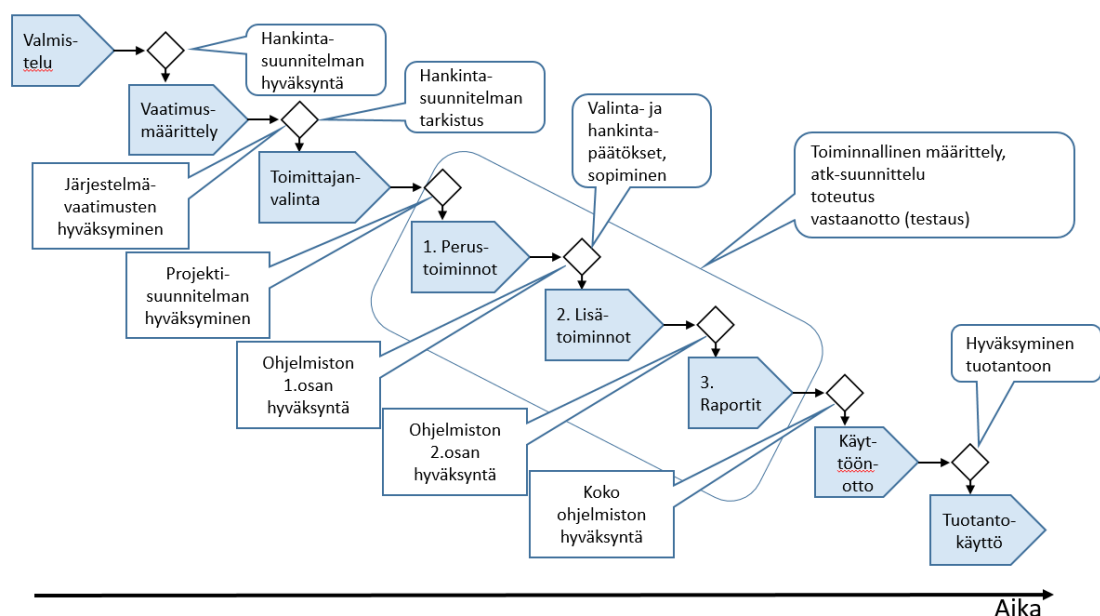 Valmis-
telu
Hankinta-
suunnitelman
hyväksyntä
Vaatimus-
määrittely
Hankinta-
suunnitelman
tarkistus
Järjestelmä-
vaatimusten
hyväksyminen
Toimittajan-
valinta
Valinta- ja
hankinta-
päätökset,
sopiminen
Toiminnallinen määrittely,
atk-suunnittelu
toteutus
vastaanotto (testaus)
Projekti-
suunnitelman
hyväksyminen
1. Perus-
toiminnot
Ohjelmiston
1.osan
hyväksyntä
2. Lisä-
toiminnot
Ohjelmiston
2.osan
hyväksyntä
3.
Raportit
Hyväksyminen
tuotantoon
Koko
ohjelmiston
hyväksyntä
Käyt-
töön-
otto
Tuotanto-
käyttö
Aika